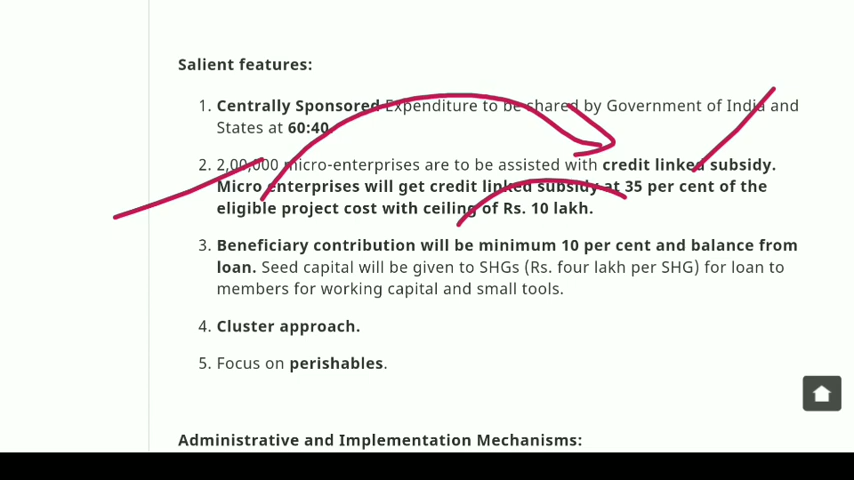 Salient features:
1. Centrally Sponsored Expenditure to be shared by Government of India and
States at 60:40
2. 2,00,000 micro-enterprises are to be assisted with credit linked subsidy.
Micro enterprises will get credit linked subsidy at 35 per cent of the
eligible project cost with ceiling of Rs. 10 lakh.
3. Beneficiary contribution will be minimum 10 per cent and balance from
loan. Seed capital will be given to SHGs (Rs. four lakh per SHG) for loan to
members for working capital and small tools.
4. Cluster approach.
5. Focus on perishables.
Administrative and Implementation Mechanisms: